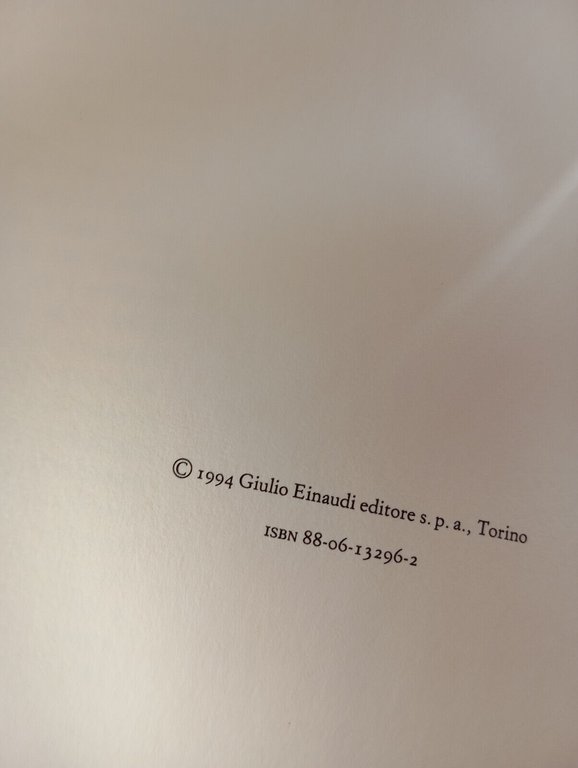 © 1994 Giulio Einaudi editore s. p. a., Torino
ISBN 88-06-13296-2